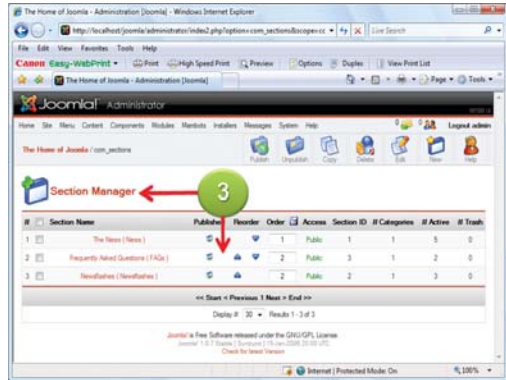 The Home of Joomla - Administration [Joomla] - Windows Internet Explorer
http://localhost/joomla/administrator/index2.php?option=com_sections&scope=cc
Live Search
File Edit View Favorites Tools Help
Canon Easy-WebPrint Print High Speed Print Preview Options Duplex View Print List
The Home of Joomla - Administration [Joomla]
Page Tools
Joomla! Administrator
Home Site Menu Content Components Modules Mambots Installers Messages System Help
Logout admin
The Home of Joomla / com_sections
Publish Unpublish Copy Delete Edit New Help
Section Manager
3
# Section Name Published Reorder Order Access Section ID # Categories # Active # Trash
1 The News ( News ) 1 Public 1 1 5 0
2 Frequently Asked Questions ( FAQs ) 2 Public 3 1 2 0
3 Newsflashes ( Newsflashes ) 2 Public 2 1 3 0
<< Start < Previous 1 Next > End >>
Display # 30 Results 1 - 3 of 3
Joomla! is Free Software released under the GNU/GPL License.
Check for latest Version
Internet | Protected Mode: On
100%